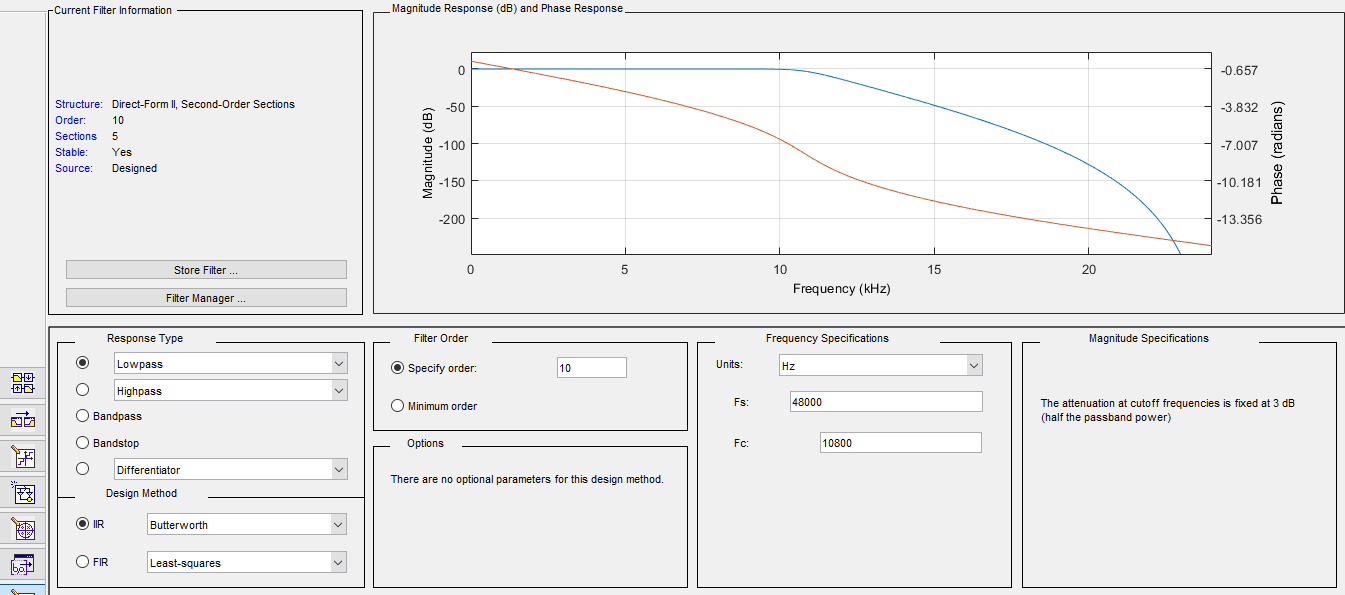 Current Filter Information
Structure: Direct-Form II, Second-Order Sections
Order: 10
Sections 5
Stable: Yes
Source: Designed
Store Filter ...
Filter Manager ...
Magnitude Response (dB) and Phase Response
Magnitude (dB)
0
-50
-100
-150
-200
0 5 10 15 20
Frequency (kHz)
-0.657
-3.832
-7.007
-10.181
-13.356
Phase (radians)
Response Type
Lowpass
Highpass
Bandpass
Bandstop
Differentiator
Design Method
IIR Butterworth
FIR Least-squares
Filter Order
Specify order: 10
Minimum order
Options
There are no optional parameters for this design method.
Frequency Specifications
Units: Hz
Fs: 48000
Fc: 10800
Magnitude Specifications
The attenuation at cutoff frequencies is fixed at 3 dB
(half the passband power)